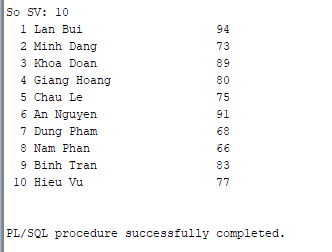 So SV: 10
1 Lan Bui 94
2 Minh Dang 73
3 Khoa Doan 89
4 Giang Hoang 80
5 Chau Le 75
6 An Nguyen 91
7 Dung Pham 68
8 Nam Phan 66
9 Binh Tran 83
10 Hieu Vu 77
PL/SQL procedure successfully completed.